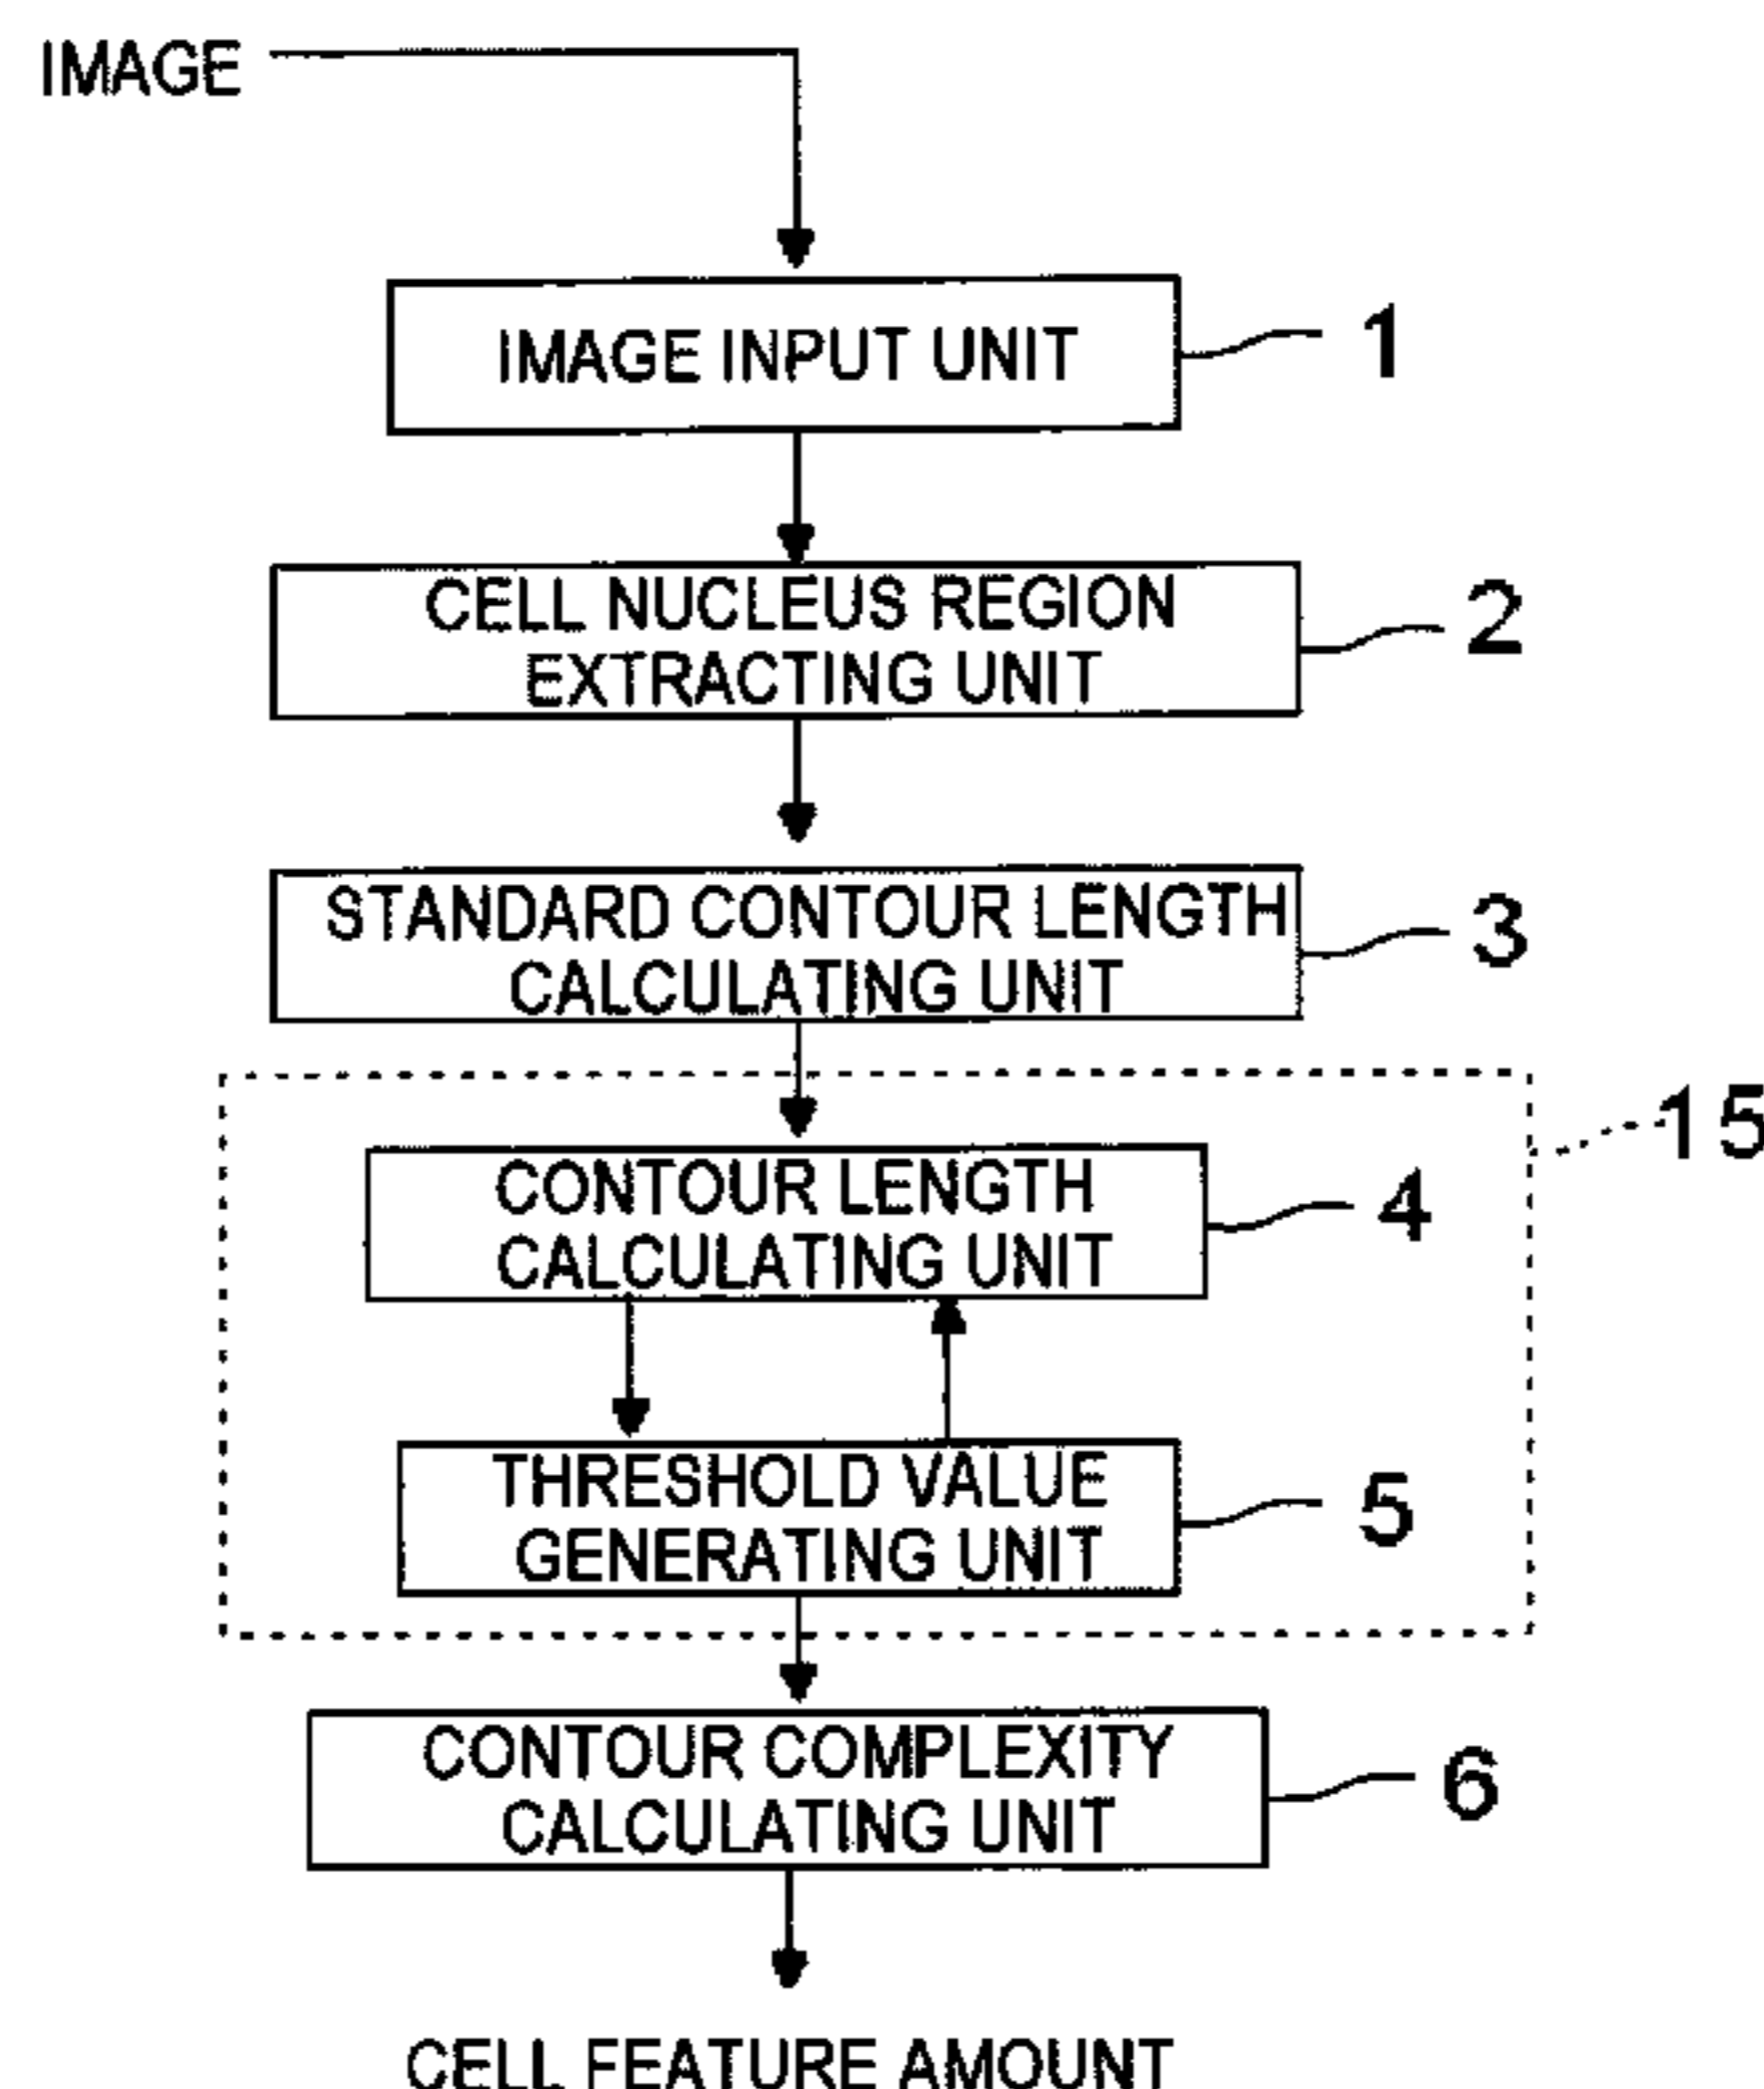 IMAGE
IMAGE INPUT UNIT
1
CELL NUCLEUS REGION
EXTRACTING UNIT
2
STANDARD CONTOUR LENGTH
CALCULATING UNIT
3
15
CONTOUR LENGTH
CALCULATING UNIT
4
THRESHOLD VALUE
GENERATING UNIT
5
CONTOUR COMPLEXITY
CALCULATING UNIT
6
CELL FEATURE AMOUNT